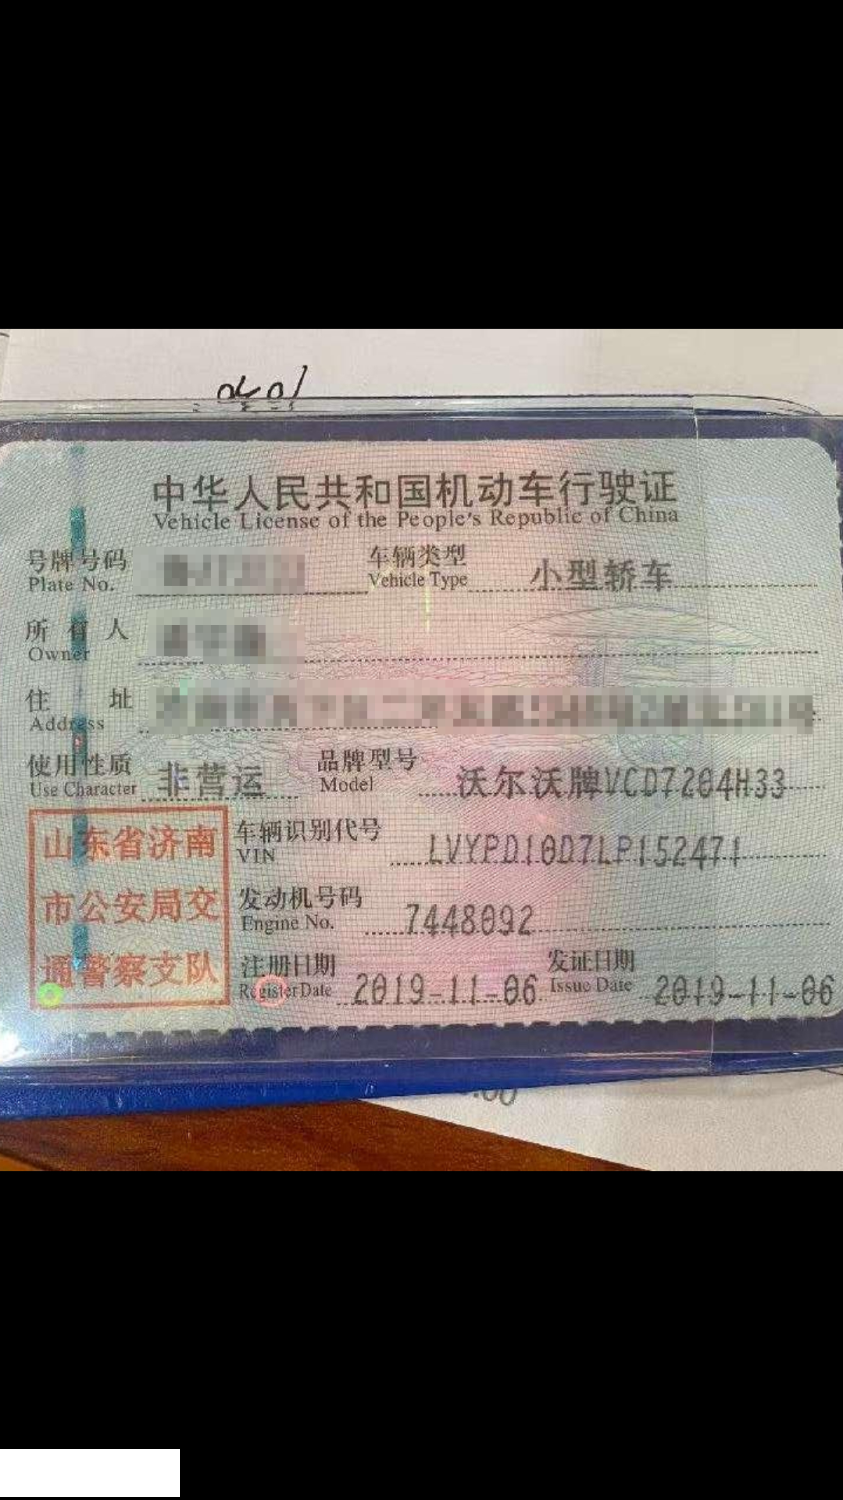 中华人民共和国机动车行驶证
Vehicle License of the People's Republic of China
号牌号码 车辆类型 小型轿车
Plate No. Vehicle Type
所有人
Owner
住址
Address
使用性质 非营运 品牌型号 沃尔沃牌VCD7204H33
Use Character Model
山东省济南 车辆识别代号 LVYPD10D7LP152471
VIN
市公安局交 发动机号码 7448092
Engine No.
通警察支队 注册日期 2019-11-06 发证日期 2019-11-06
Register Date Issue Date